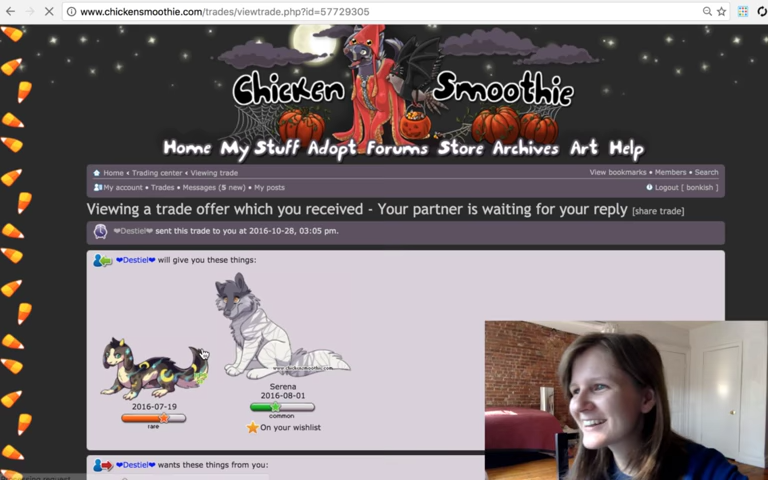 www.chickensmoothie.com/trades/viewtrade.php?id=57729305
Chicken Smoothie
Home My Stuff Adopt Forums Store Archives Art Help
Home ‹ Trading center ‹ Viewing trade
View bookmarks • Members • Search
My account • Trades • Messages (5 new) • My posts
Logout [ bonkish ]
Viewing a trade offer which you received - Your partner is waiting for your reply [share trade]
❤Destiel❤ sent this trade to you at 2016-10-28, 03:05 pm.
❤Destiel❤ will give you these things:
www.chickensmoothie.com
2016-07-19
rare
Serena
2016-08-01
common
On your wishlist
❤Destiel❤ wants these things from you: